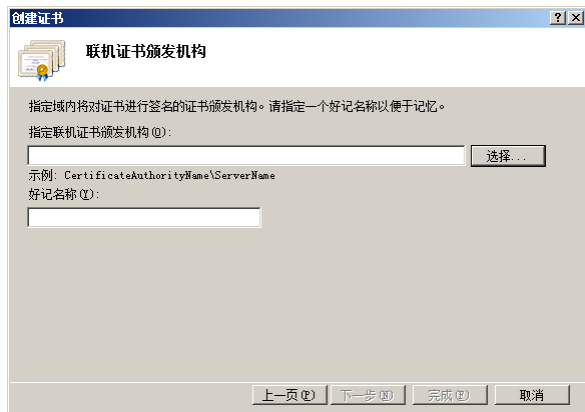 创建证书
联机证书颁发机构
指定域内将对证书进行签名的证书颁发机构。请指定一个好记名称以便于记忆。
指定联机证书颁发机构(O):
选择...
示例: CertificateAuthorityName\ServerName
好记名称(Y):
上一页(P) 下一步(N) 完成(F) 取消